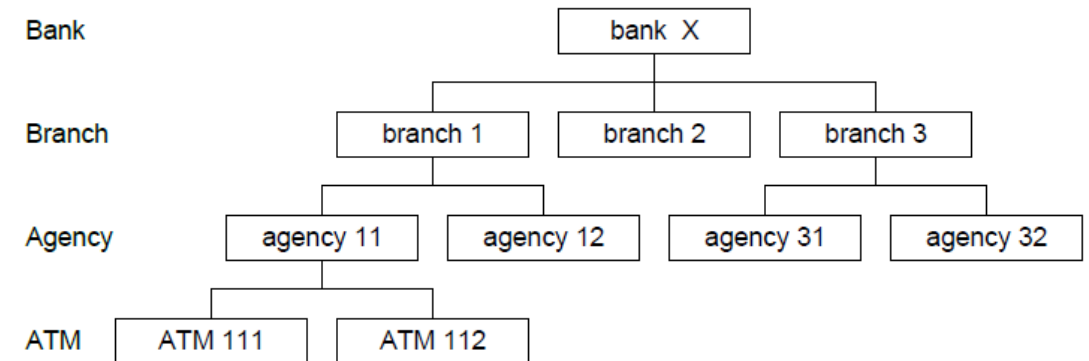 Bank bank X
Branch branch 1 branch 2 branch 3
Agency agency 11 agency 12 agency 31 agency 32
ATM ATM 111 ATM 112